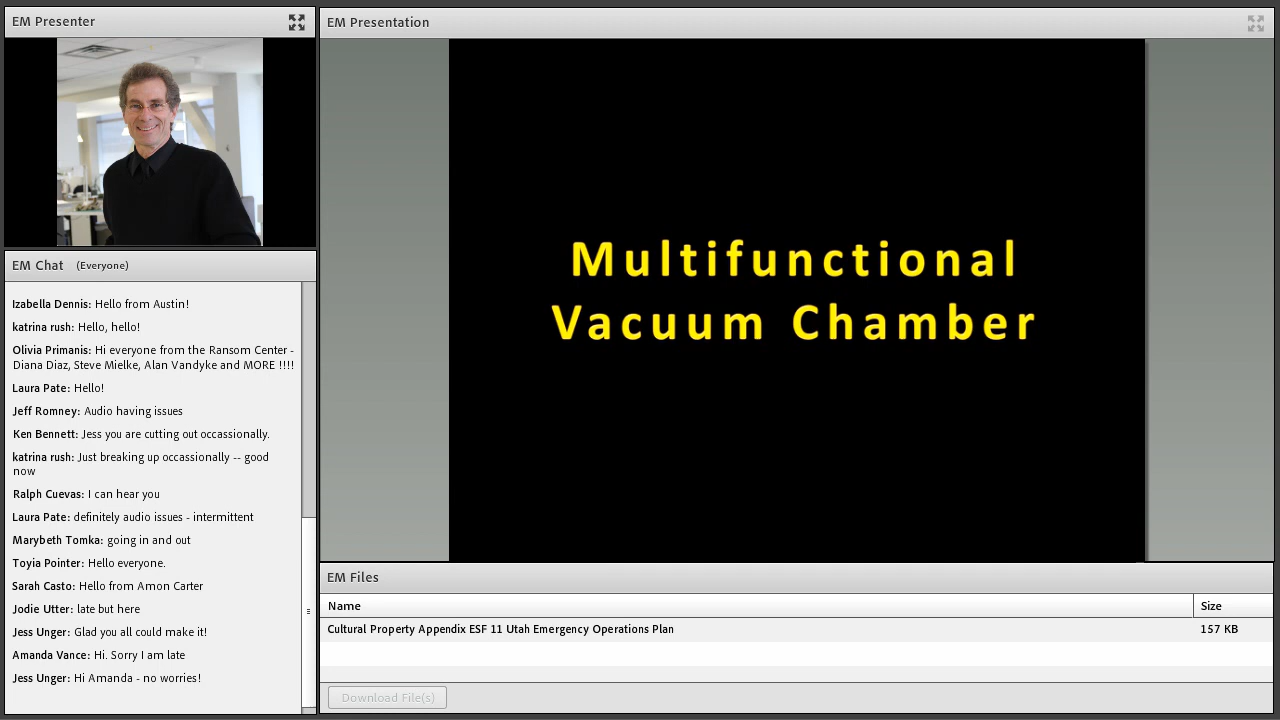 EM Presenter
EM Presentation
Multifunctional
Vacuum Chamber
EM Chat (Everyone)
Izabella Dennis: Hello from Austin!
katrina rush: Hello, hello!
Olivia Primanis: Hi everyone from the Ransom Center -
Diana Diaz, Steve Mielke, Alan Vandyke and MORE !!!!
Laura Pate: Hello!
Jeff Romney: Audio having issues
Ken Bennett: Jess you are cutting out occassionally.
katrina rush: Just breaking up occassionally -- good
now
Ralph Cuevas: I can hear you
Laura Pate: definitely audio issues - intermittent
Marybeth Tomka: going in and out
Toyia Pointer: Hello everyone.
Sarah Casto: Hello from Amon Carter
Jodie Utter: late but here
Jess Unger: Glad you all could make it!
Amanda Vance: Hi. Sorry I am late
Jess Unger: Hi Amanda - no worries!
EM Files
Name Size
Cultural Property Appendix ESF 11 Utah Emergency Operations Plan 157 KB
Download File(s)